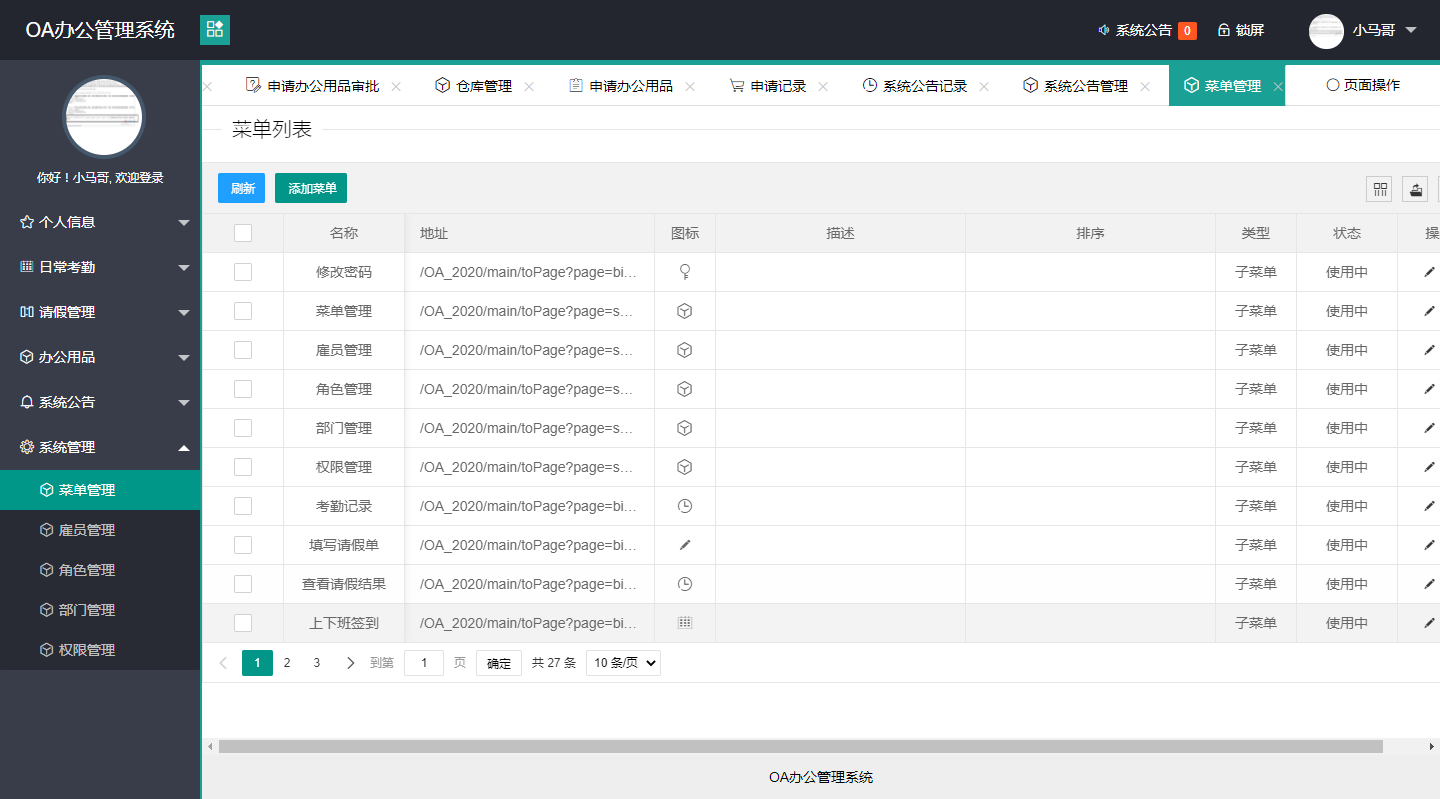 OA办公管理系统
系统公告 0 锁屏 小马哥
申请办公用品审批 仓库管理 申请办公用品 申请记录 系统公告记录 系统公告管理 菜单管理 页面操作
你好！小马哥, 欢迎登录
个人信息
日常考勤
请假管理
办公用品
系统公告
系统管理
菜单管理
雇员管理
角色管理
部门管理
权限管理
菜单列表
刷新 添加菜单
名称 地址 图标 描述 排序 类型 状态 操
修改密码 /OA_2020/main/toPage?page=bi... 子菜单 使用中
菜单管理 /OA_2020/main/toPage?page=s... 子菜单 使用中
雇员管理 /OA_2020/main/toPage?page=s... 子菜单 使用中
角色管理 /OA_2020/main/toPage?page=s... 子菜单 使用中
部门管理 /OA_2020/main/toPage?page=s... 子菜单 使用中
权限管理 /OA_2020/main/toPage?page=s... 子菜单 使用中
考勤记录 /OA_2020/main/toPage?page=bi... 子菜单 使用中
填写请假单 /OA_2020/main/toPage?page=bi... 子菜单 使用中
查看请假结果 /OA_2020/main/toPage?page=bi... 子菜单 使用中
上下班签到 /OA_2020/main/toPage?page=bi... 子菜单 使用中
1 2 3 到第 1 页 确定 共 27 条 10 条/页
OA办公管理系统